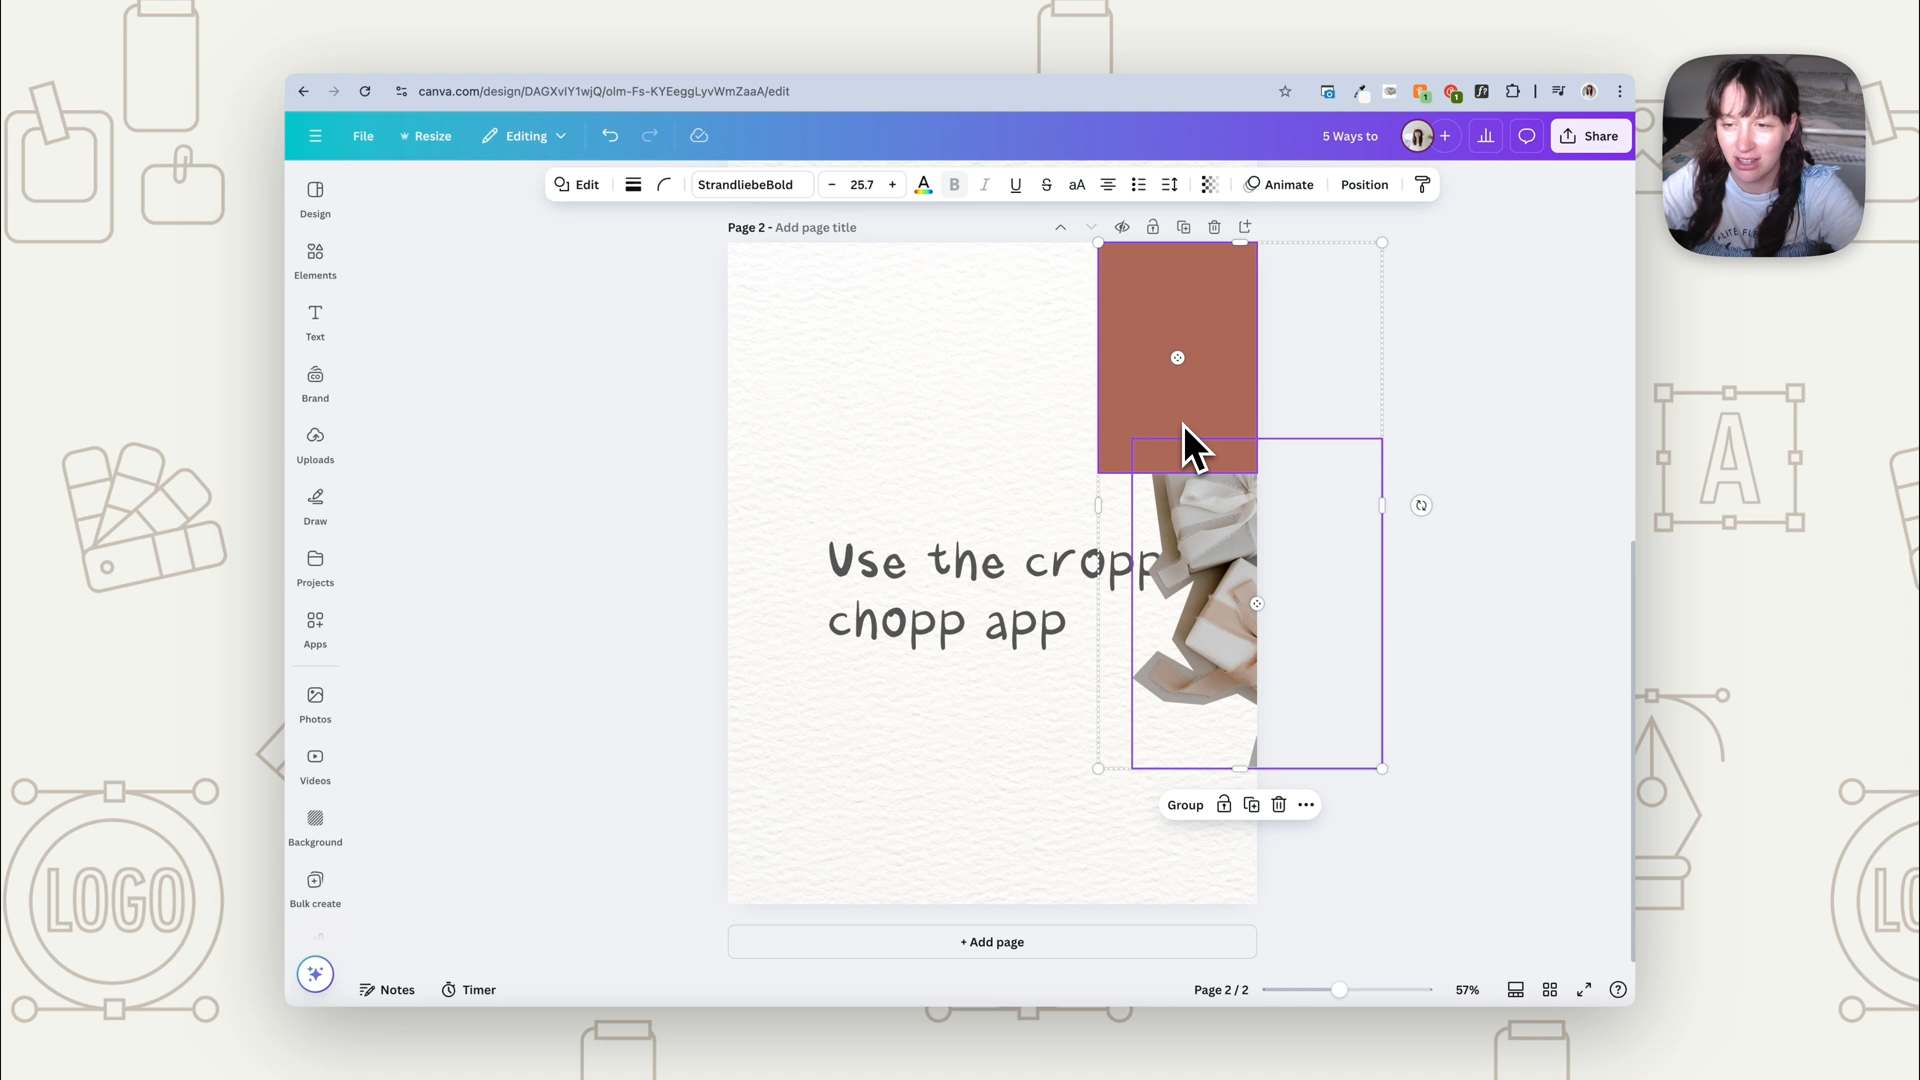 canva.com/design/DAGXvIY1wjQ/olm-Fs-KYEeggLyvWmZaaA/edit
File
Resize
Editing
5 Ways to
Share
Edit
StrandliebeBold
25.7
Animate
Position
Page 2 - Add page title
Design
Elements
Text
Brand
Uploads
Draw
Projects
Apps
Photos
Videos
Background
Bulk create
Use the cropp
chopp app
Group
+ Add page
Notes
Timer
Page 2 / 2
57%
LOGO
A